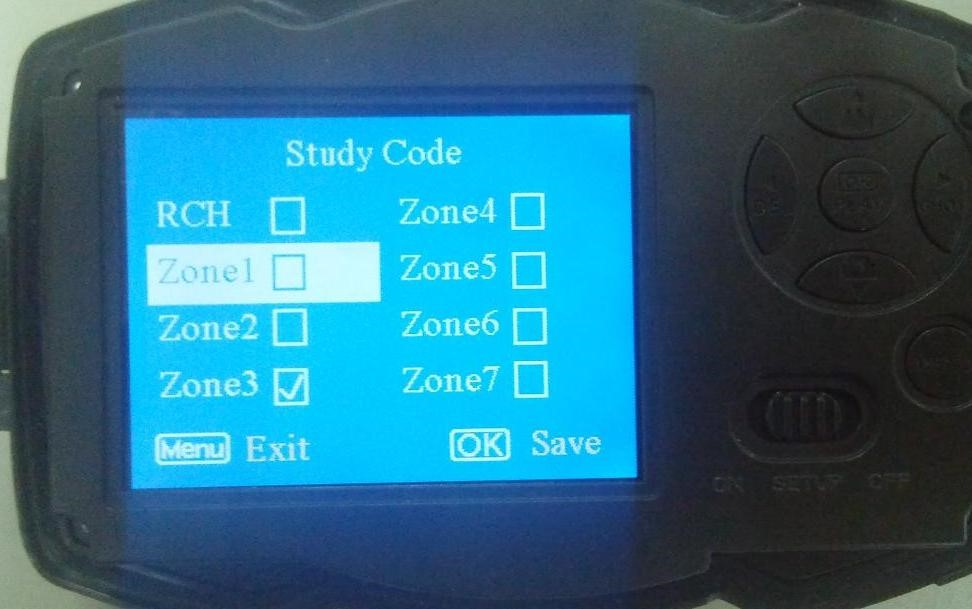 Study Code
RCH Zone4
Zone1 Zone5
Zone2 Zone6
Zone3 Zone7
Menu Exit OK Save
ON SETUP OFF